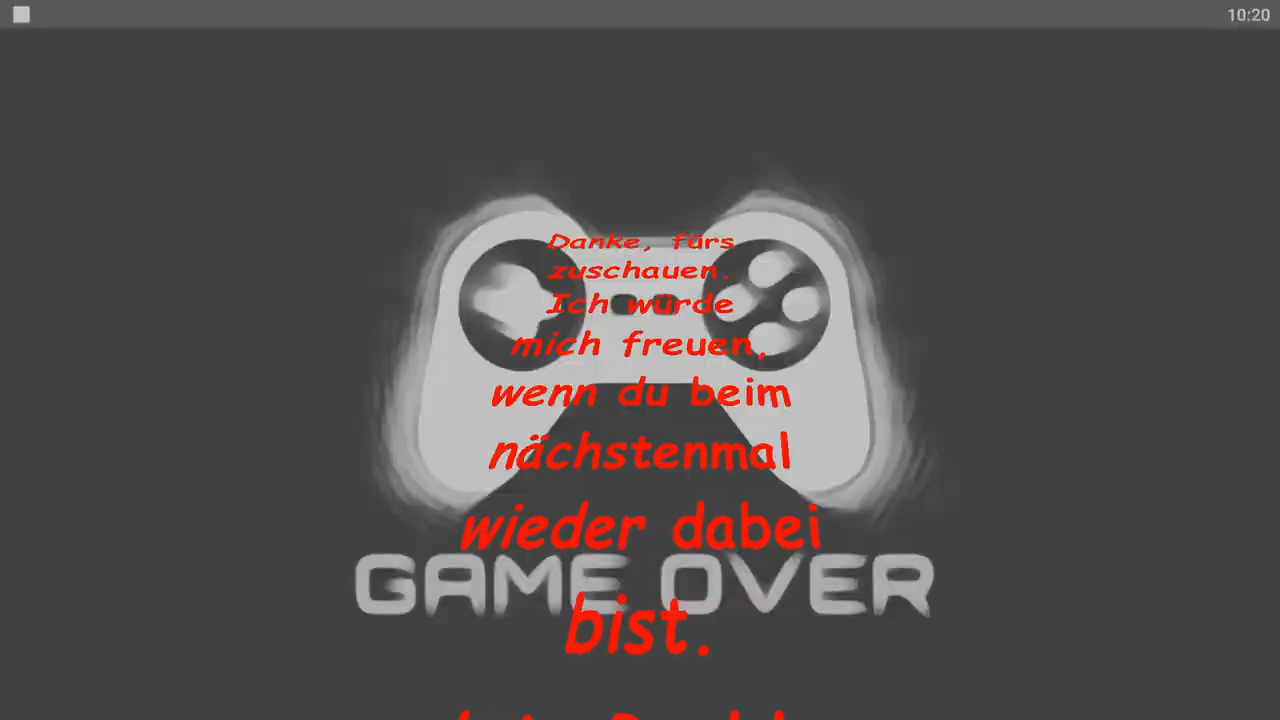 10:20
Danke, fürs
zuschauen.
Ich würde
mich freuen,
wenn du beim
nächstenmal
wieder dabei
GAME OVER
bist.